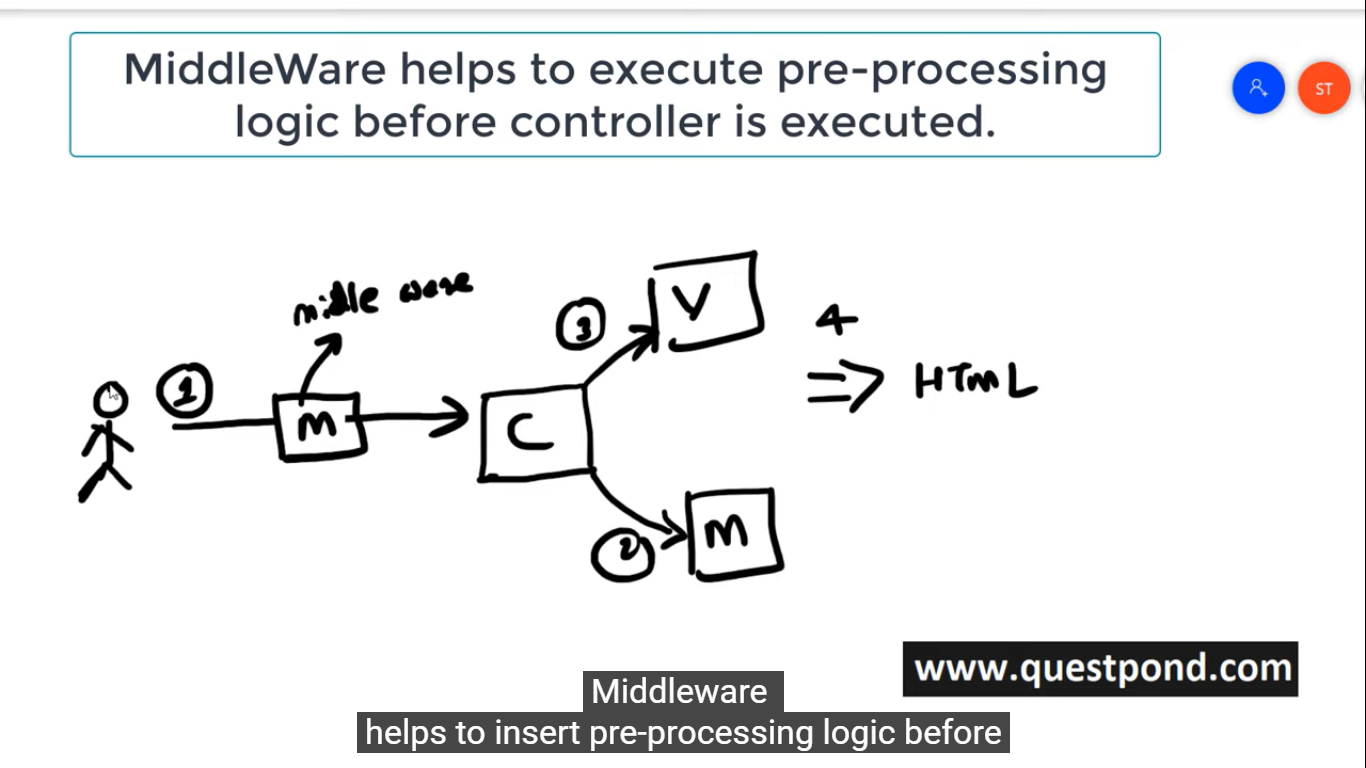 MiddleWare helps to execute pre-processing
logic before controller is executed.
ST
middle ware
1
M
C
3
V
4
=> HTML
2
M
www.questpond.com
Middleware
helps to insert pre-processing logic before